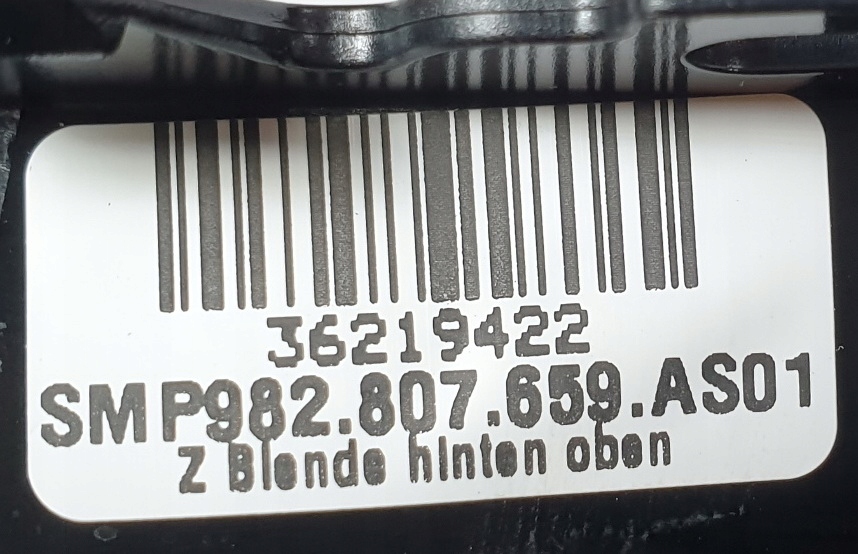 36219422
SMP982.807.659.AS01
Z Blende hinten oben